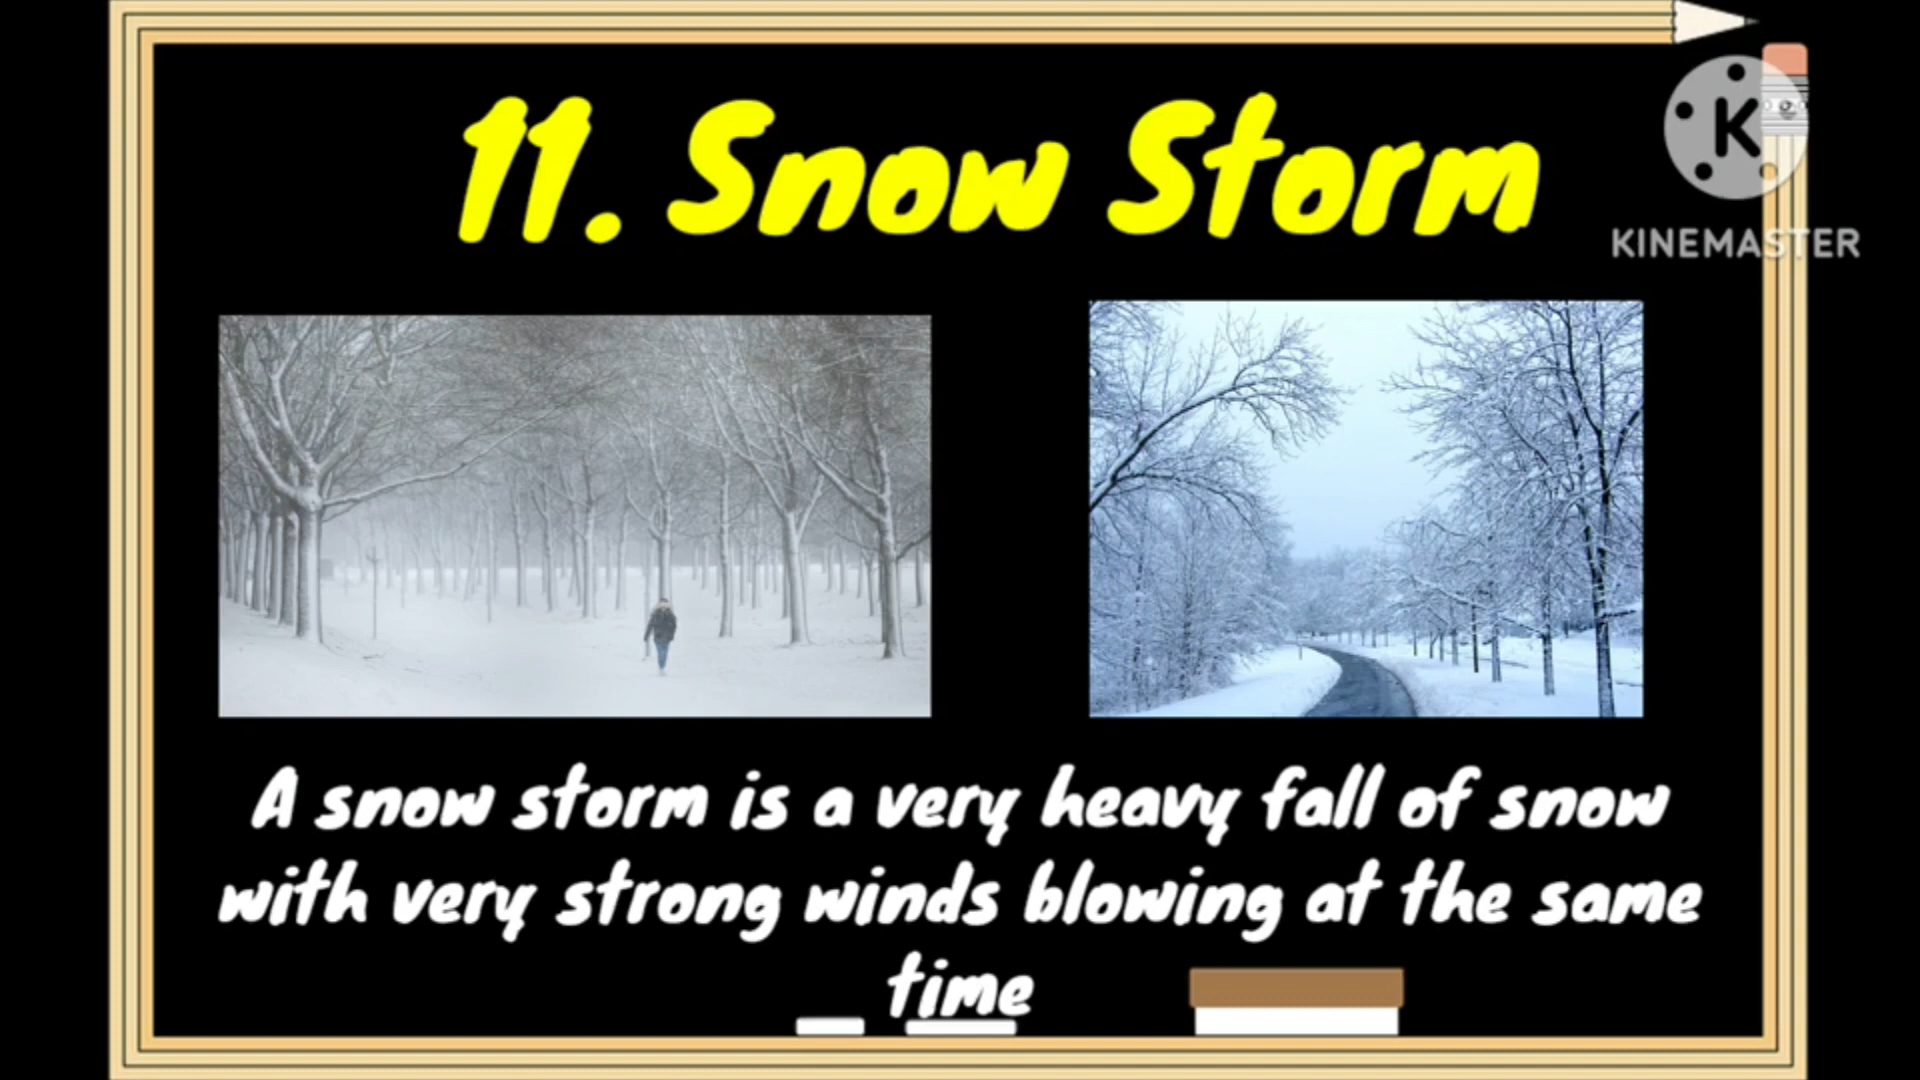 11. Snow Storm
K
KINEMASTER
A snow storm is a very heavy fall of snow
with very strong winds blowing at the same
time